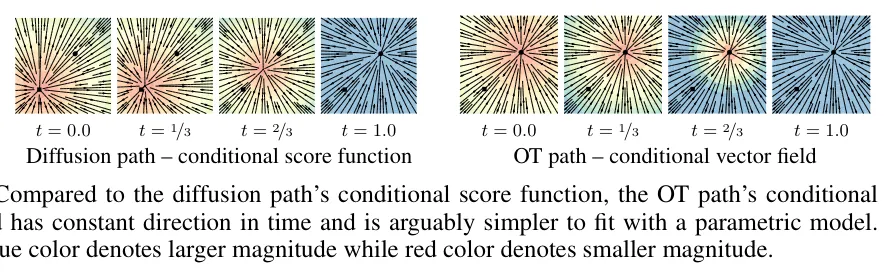 t = 0.0 t = 1/3 t = 2/3 t = 1.0 t = 0.0 t = 1/3 t = 2/3 t = 1.0
Diffusion path – conditional score function OT path – conditional vector field
Compared to the diffusion path's conditional score function, the OT path's conditional
has constant direction in time and is arguably simpler to fit with a parametric model.
color denotes larger magnitude while red color denotes smaller magnitude.